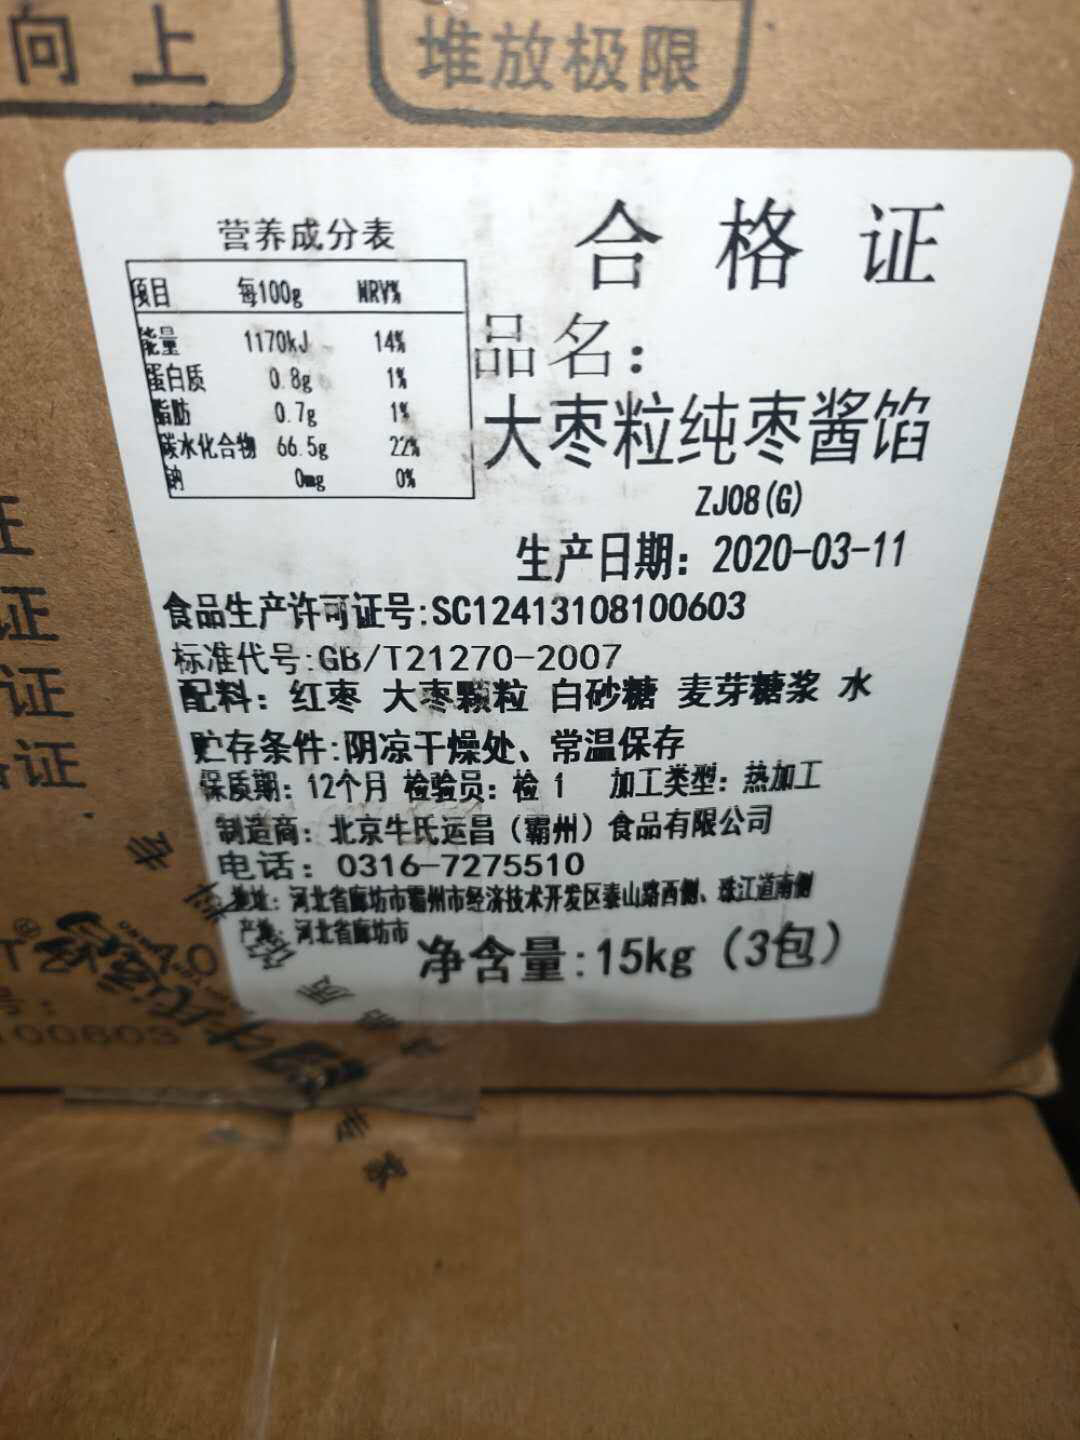 向上
堆放极限
合格证
营养成分表
项目 每100g NRV%
能量 1170kJ 14%
蛋白质 0.8g 1%
脂肪 0.7g 1%
碳水化合物 66.5g 22%
钠 0mg 0%
品名：
大枣粒纯枣酱馅
ZJ08(G)
生产日期：2020-03-11
食品生产许可证号:SC12413108100603
标准代号:GB/T21270-2007
配料：红枣 大枣颗粒 白砂糖 麦芽糖浆 水
贮存条件:阴凉干燥处、常温保存
保质期：12个月 检验员：检 1 加工类型：热加工
制造商：北京牛氏运昌（霸州）食品有限公司
电话：0316-7275510
地址：河北省廊坊市霸州市经济技术开发区泰山路西侧、珠江道南侧
产地：河北省廊坊市
净含量:15kg（3包）
证
证
证
格证
号：
100603
专
家